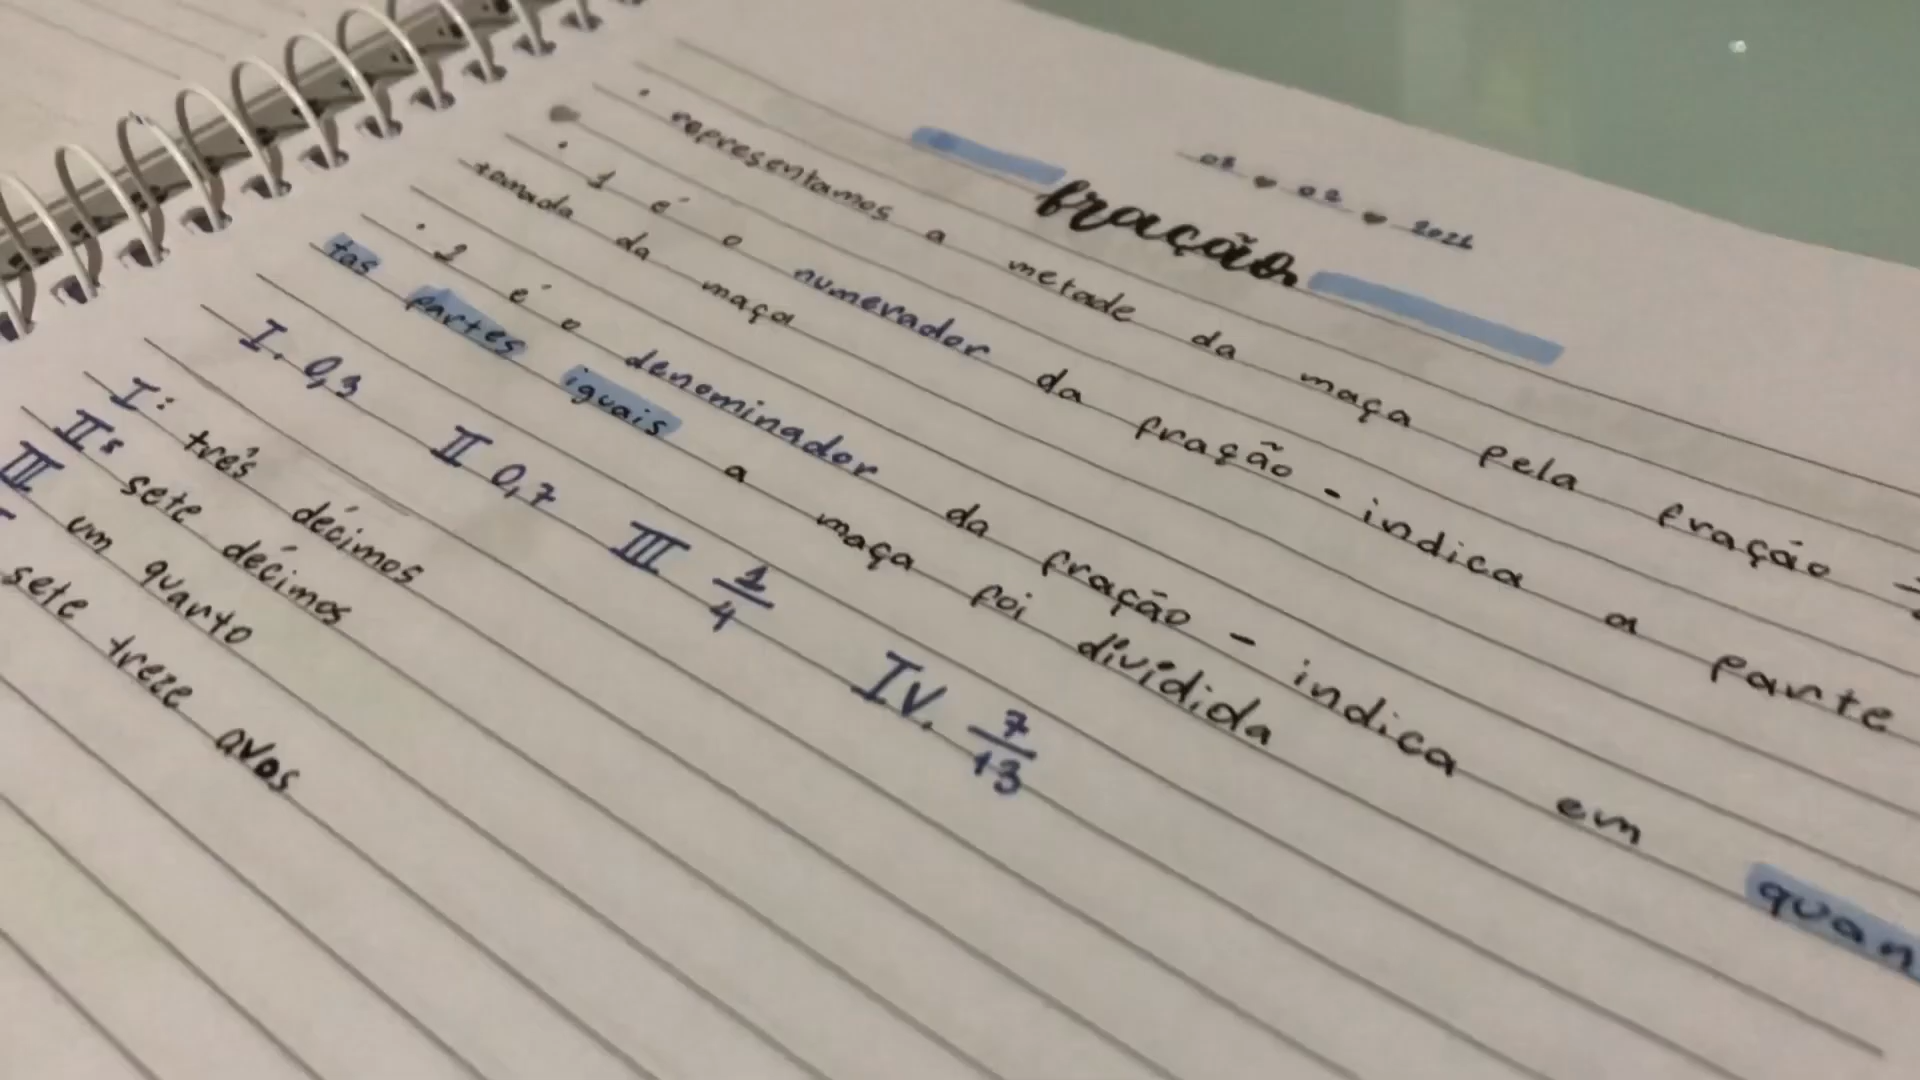 02 02 2021
fração
• representamos a metade da maça pela fração
• 1 é o numerador da fração - indica a parte
tomada da maça
• 2 é o denominador da fração - indica em quan
tas partes iguais a maça foi dividida
I. 0,3 II 0,7 III 1/4 IV. 7/13
I: três décimos
II: sete décimos
III um quarto
sete treze avos